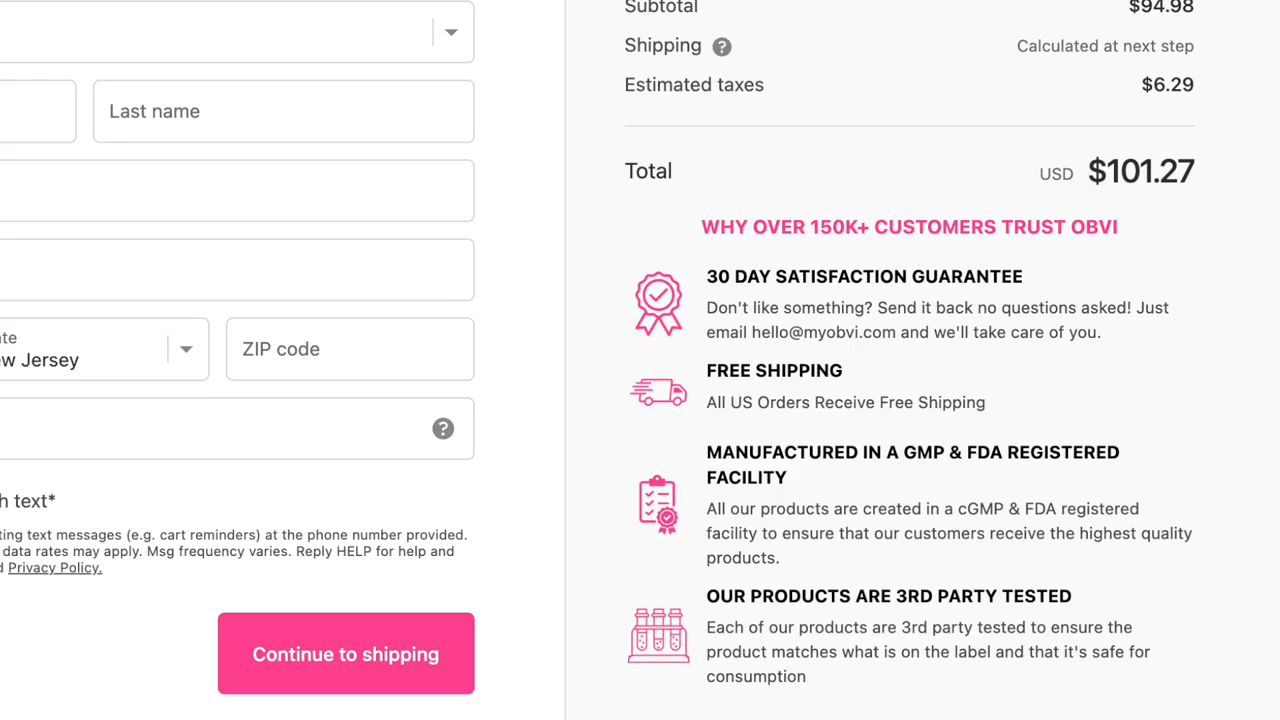 Last name
te
w Jersey
ZIP code
h text*
ting text messages (e.g. cart reminders) at the phone number provided.
data rates may apply. Msg frequency varies. Reply HELP for help and
d Privacy Policy.
Continue to shipping
Subtotal $94.98
Shipping ? Calculated at next step
Estimated taxes $6.29
Total USD $101.27
WHY OVER 150K+ CUSTOMERS TRUST OBVI
30 DAY SATISFACTION GUARANTEE
Don't like something? Send it back no questions asked! Just
email hello@myobvi.com and we'll take care of you.
FREE SHIPPING
All US Orders Receive Free Shipping
MANUFACTURED IN A GMP & FDA REGISTERED
FACILITY
All our products are created in a cGMP & FDA registered
facility to ensure that our customers receive the highest quality
products.
OUR PRODUCTS ARE 3RD PARTY TESTED
Each of our products are 3rd party tested to ensure the
product matches what is on the label and that it's safe for
consumption